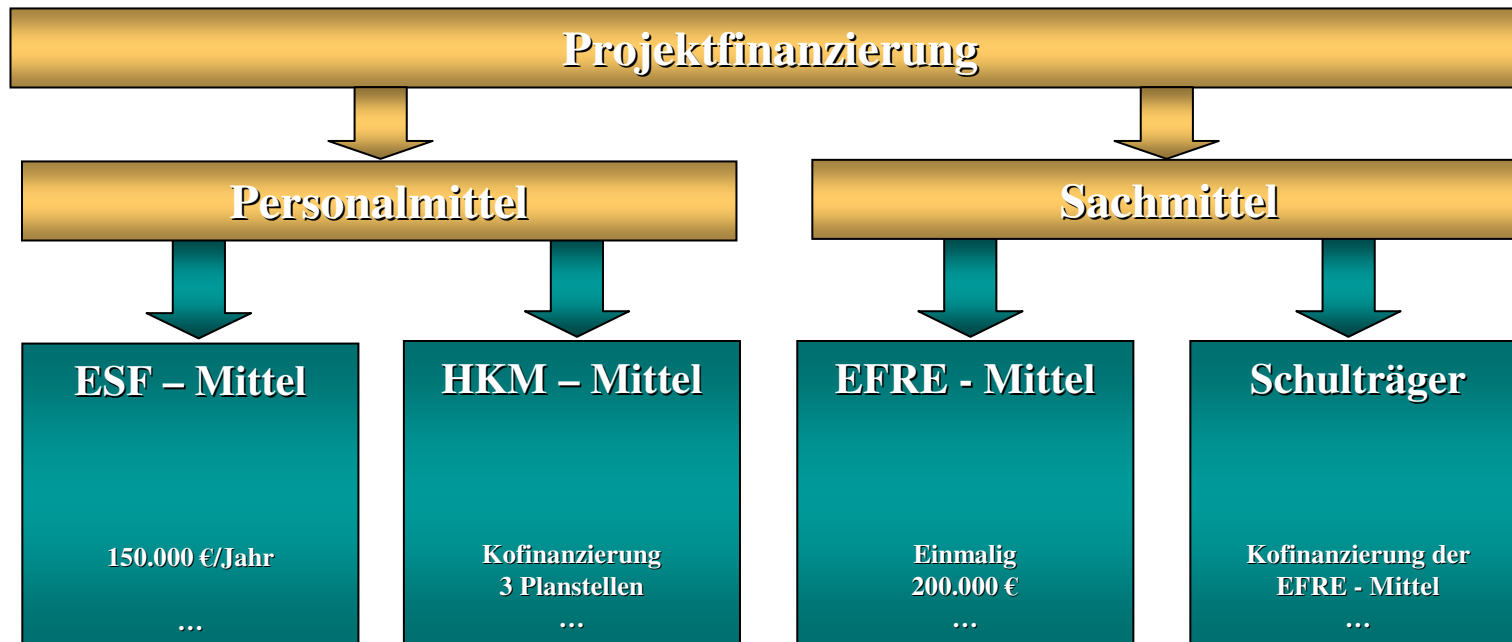 Projektfinanzierung
Personalmittel
Sachmittel
ESF – Mittel
150.000 €/Jahr
…
HKM – Mittel
Kofinanzierung
3 Planstellen
…
EFRE - Mittel
Einmalig
200.000 €
…
Schulträger
Kofinanzierung der
EFRE - Mittel
…